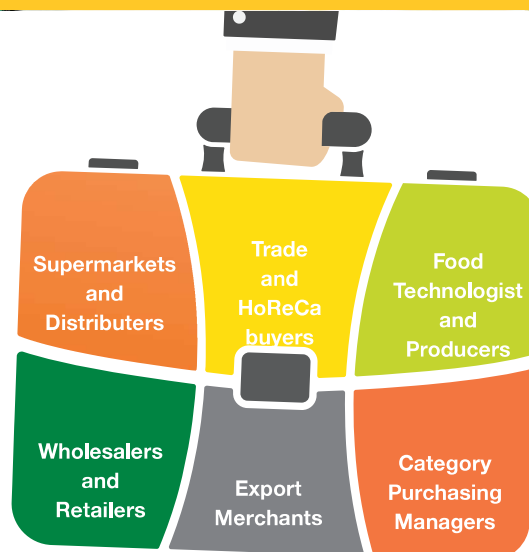 Supermarkets
and
Distributers
Trade
and
HoReCa
buyers
Food
Technologist
and
Producers
Wholesalers
and
Retailers
Export
Merchants
Category
Purchasing
Managers